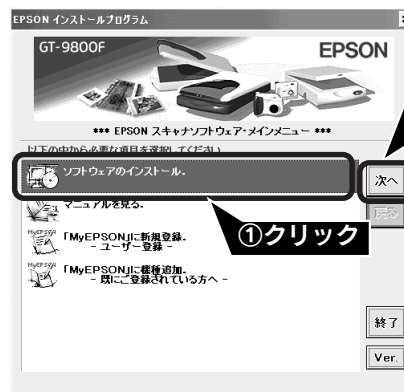 EPSON インストールプログラム
GT-9800F
EPSON
*** EPSON スキャナソフトウェア・メインメニュー ***
以下の中から必要な項目を選択してください
ソフトウェアのインストール.
次へ
マニュアルを見る.
戻る
①クリック
「MyEPSON」に新規登録.
- ユーザー登録 -
「MyEPSON」に機種追加.
- 既にご登録されている方へ -
終了
Ver.